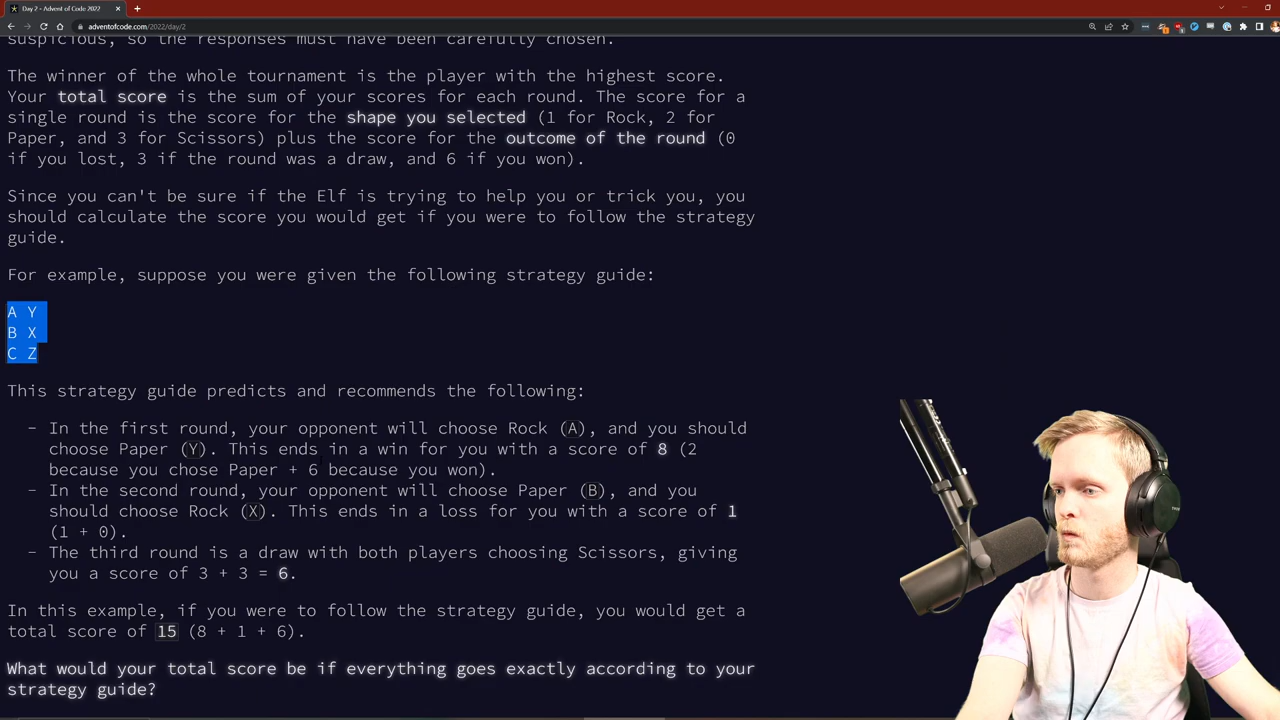 Day 2 - Advent of Code 2022
adventofcode.com/2022/day/2
suspicious, so the responses must have been carefully chosen.
The winner of the whole tournament is the player with the highest score.
Your total score is the sum of your scores for each round. The score for a
single round is the score for the shape you selected (1 for Rock, 2 for
Paper, and 3 for Scissors) plus the score for the outcome of the round (0
if you lost, 3 if the round was a draw, and 6 if you won).
Since you can't be sure if the Elf is trying to help you or trick you, you
should calculate the score you would get if you were to follow the strategy
guide.
For example, suppose you were given the following strategy guide:
A Y
B X
C Z
This strategy guide predicts and recommends the following:
- In the first round, your opponent will choose Rock (A), and you should
choose Paper (Y). This ends in a win for you with a score of 8 (2
because you chose Paper + 6 because you won).
- In the second round, your opponent will choose Paper (B), and you
should choose Rock (X). This ends in a loss for you with a score of 1
(1 + 0).
- The third round is a draw with both players choosing Scissors, giving
you a score of 3 + 3 = 6.
In this example, if you were to follow the strategy guide, you would get a
total score of 15 (8 + 1 + 6).
What would your total score be if everything goes exactly according to your
strategy guide?